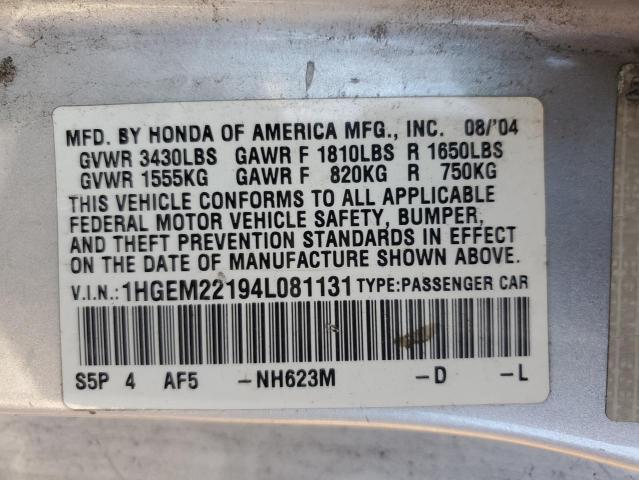 MFD. BY HONDA OF AMERICA MFG., INC. 08/'04
GVWR 3430LBS GAWR F 1810LBS R 1650LBS
GVWR 1555KG GAWR F 820KG R 750KG
THIS VEHICLE CONFORMS TO ALL APPLICABLE
FEDERAL MOTOR VEHICLE SAFETY, BUMPER,
AND THEFT PREVENTION STANDARDS IN EFFECT
ON THE DATE OF MANUFACTURE SHOWN ABOVE.
V.I.N.:1HGEM22194L081131 TYPE:PASSENGER CAR
S5P 4 AF5 -NH623M -D -L